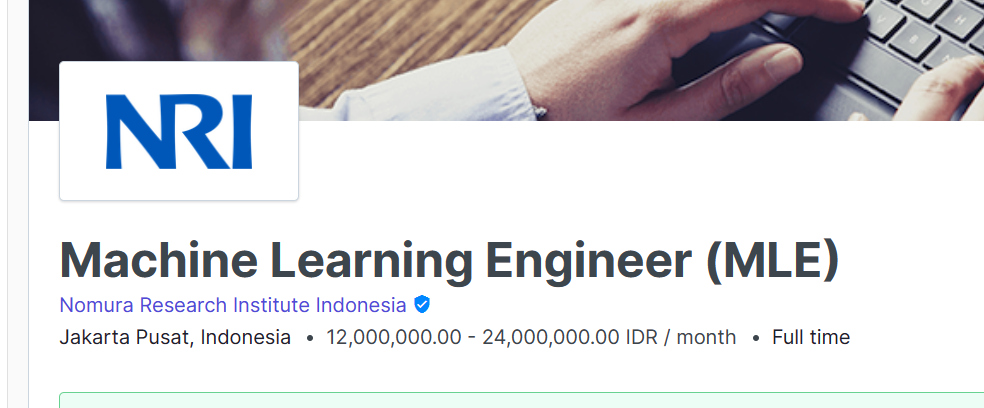 NRI
Machine Learning Engineer (MLE)
Nomura Research Institute Indonesia
Jakarta Pusat, Indonesia • 12,000,000.00 - 24,000,000.00 IDR / month • Full time